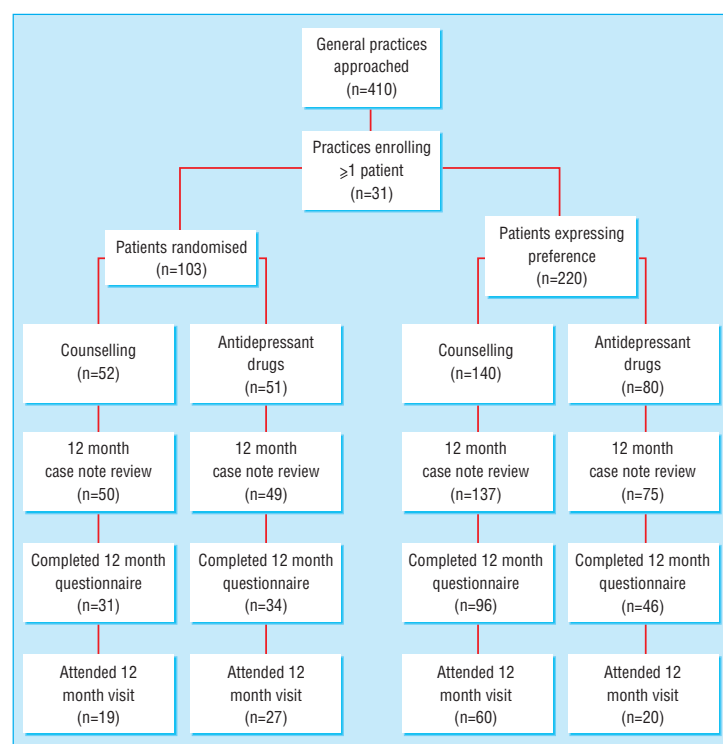 General practices
approached
(n=410)
Practices enrolling
⩾1 patient
(n=31)
Patients randomised
(n=103)
Patients expressing
preference
(n=220)
Counselling
(n=52)
Antidepressant
drugs
(n=51)
Counselling
(n=140)
Antidepressant
drugs
(n=80)
12 month
case note review
(n=50)
12 month
case note review
(n=49)
12 month
case note review
(n=137)
12 month
case note review
(n=75)
Completed 12 month
questionnaire
(n=31)
Completed 12 month
questionnaire
(n=34)
Completed 12 month
questionnaire
(n=96)
Completed 12 month
questionnaire
(n=46)
Attended 12
month visit
(n=19)
Attended 12
month visit
(n=27)
Attended 12
month visit
(n=60)
Attended 12
month visit
(n=20)